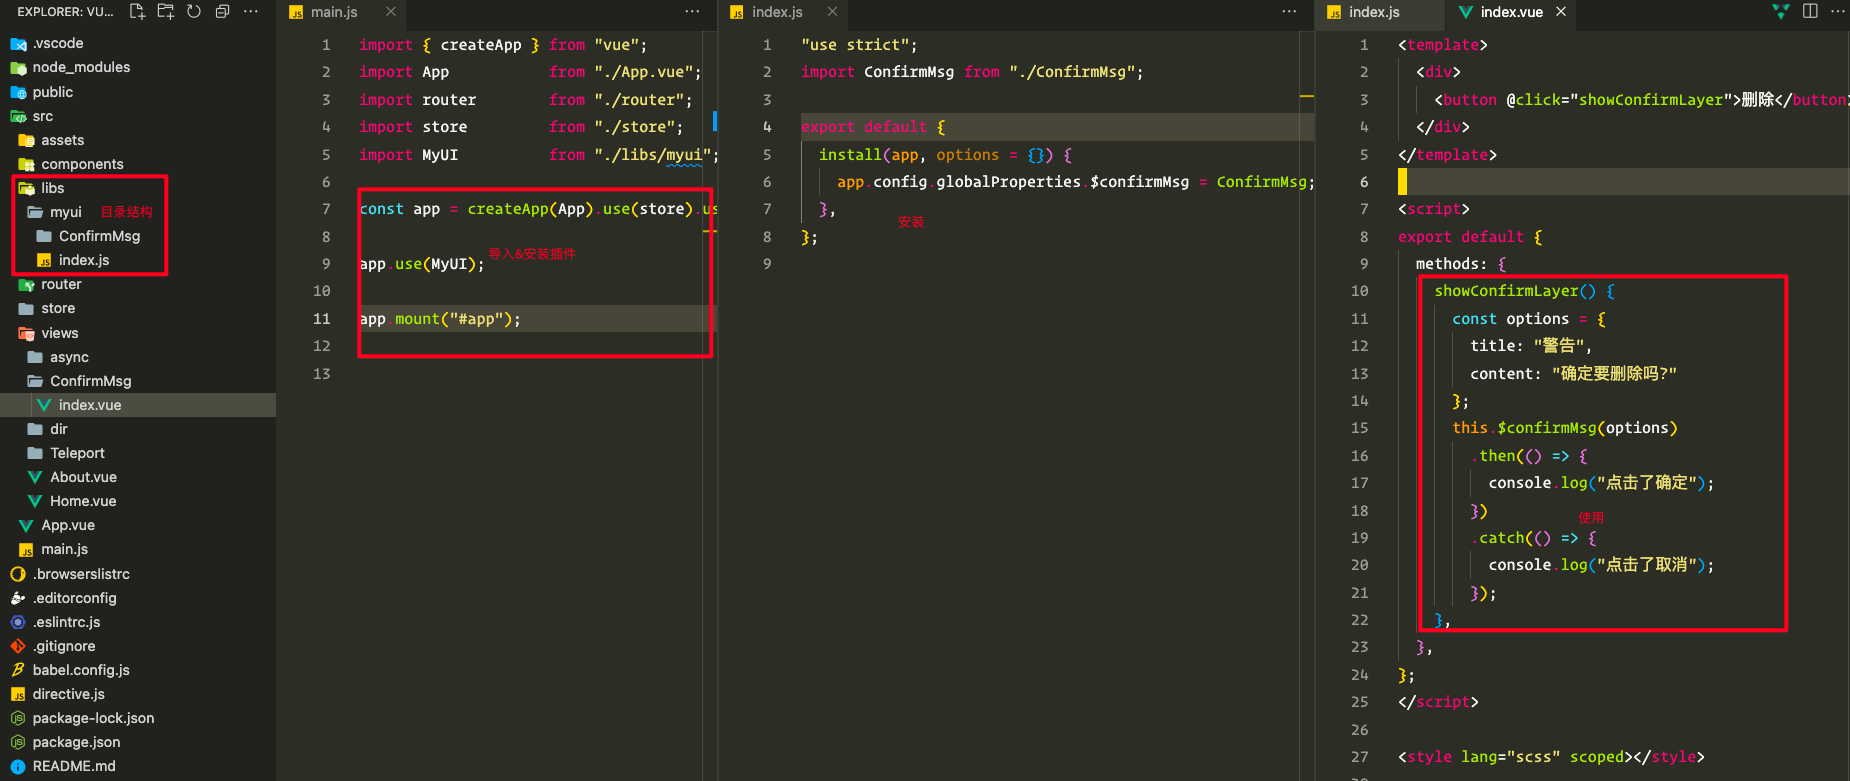 EXPLORER: VU...
.vscode
node_modules
public
src
assets
components
libs
myui 目录结构
ConfirmMsg
index.js
router
store
views
async
ConfirmMsg
index.vue
dir
Teleport
About.vue
Home.vue
App.vue
main.js
.browserslistrc
.editorconfig
.eslintrc.js
.gitignore
babel.config.js
directive.js
package-lock.json
package.json
README.md
main.js
1 import { createApp } from "vue";
2 import App from "./App.vue";
3 import router from "./router";
4 import store from "./store";
5 import MyUI from "./libs/myui";
6
7 const app = createApp(App).use(store).us
8
导入&安装插件
9 app.use(MyUI);
10
11 app.mount("#app");
12
13
index.js
1 "use strict";
2 import ConfirmMsg from "./ConfirmMsg";
3
4 export default {
5 install(app, options = {}) {
6 app.config.globalProperties.$confirmMsg = ConfirmMsg;
7 },
安装
8 };
9
index.js
index.vue
1 <template>
2 <div>
3 <button @click="showConfirmLayer">删除</button>
4 </div>
5 </template>
6
7 <script>
8 export default {
9 methods: {
10 showConfirmLayer() {
11 const options = {
12 title: "警告",
13 content: "确定要删除吗?"
14 };
15 this.$confirmMsg(options)
16 .then(() => {
17 console.log("点击了确定");
18 })
使用
19 .catch(() => {
20 console.log("点击了取消");
21 });
22 },
23 },
24 };
25 </script>
26
27 <style lang="scss" scoped></style>